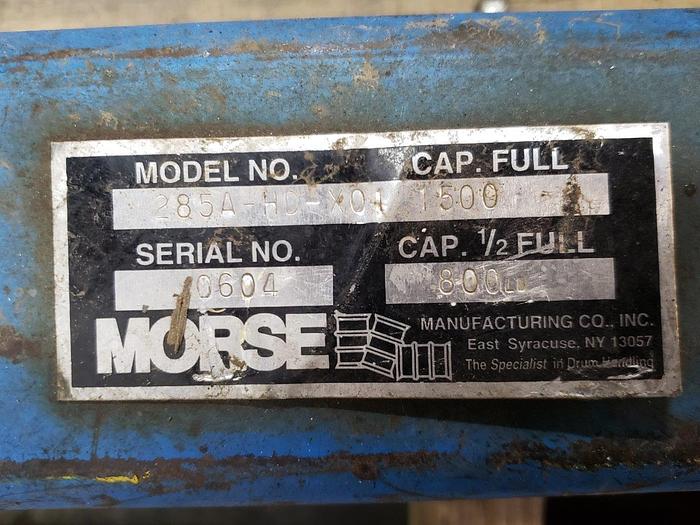 MODEL NO. CAP. FULL
285A-HD-X01 1500
SERIAL NO. CAP. 1/2 FULL
0604 800LB
MORSE
MANUFACTURING CO., INC.
East Syracuse, NY 13057
The Specialist in Drum Handling